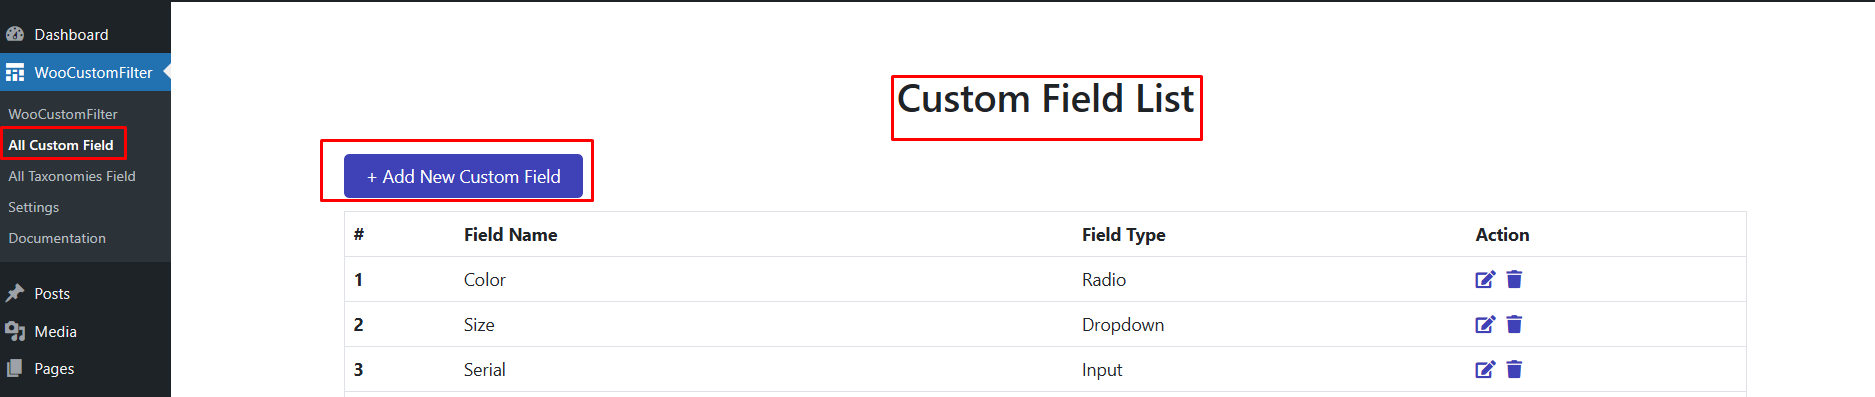 Dashboard
WooCustomFilter
WooCustomFilter
All Custom Field
All Taxonomies Field
Settings
Documentation
Posts
Media
Pages
Custom Field List
+ Add New Custom Field
# Field Name Field Type Action
1 Color Radio
2 Size Dropdown
3 Serial Input